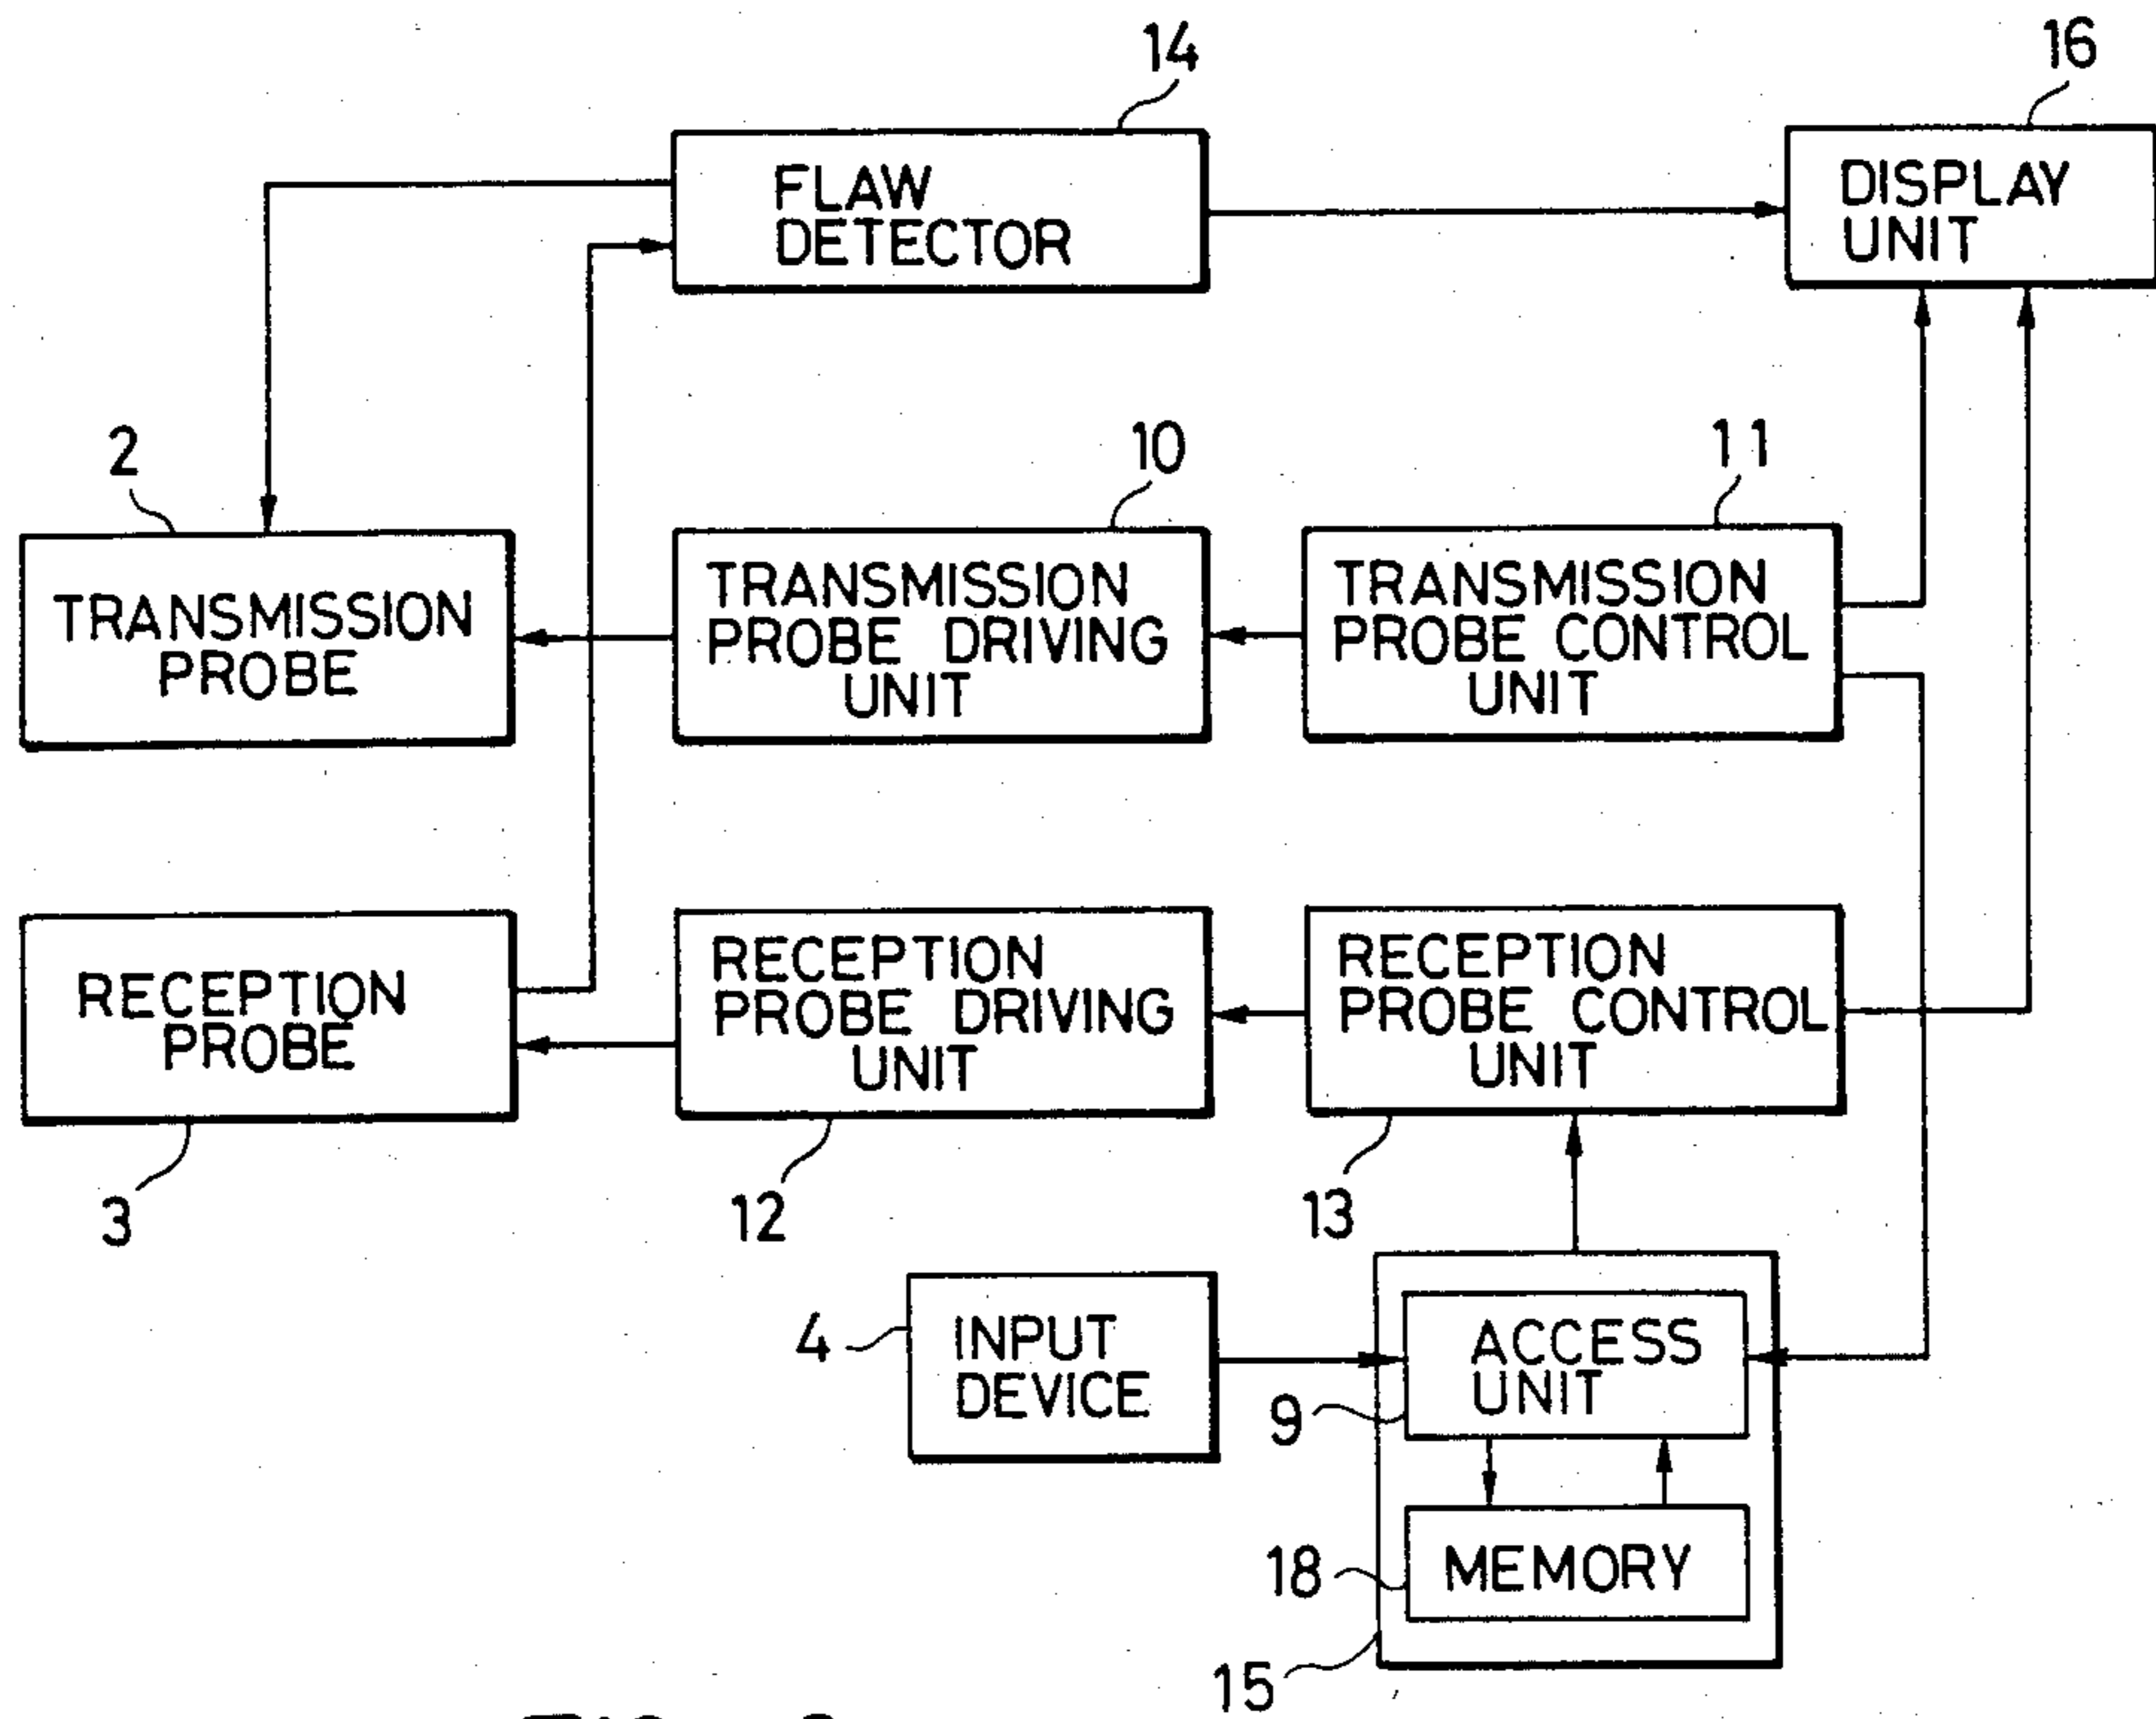 14
16
FLAW
DETECTOR
DISPLAY
UNIT
2
10
11
TRANSMISSION
PROBE
TRANSMISSION
PROBE DRIVING
UNIT
TRANSMISSION
PROBE CONTROL
UNIT
RECEPTION
PROBE
RECEPTION
PROBE DRIVING
UNIT
RECEPTION
PROBE CONTROL
UNIT
3
12
13
4
INPUT
DEVICE
ACCESS
UNIT
9
18
MEMORY
15